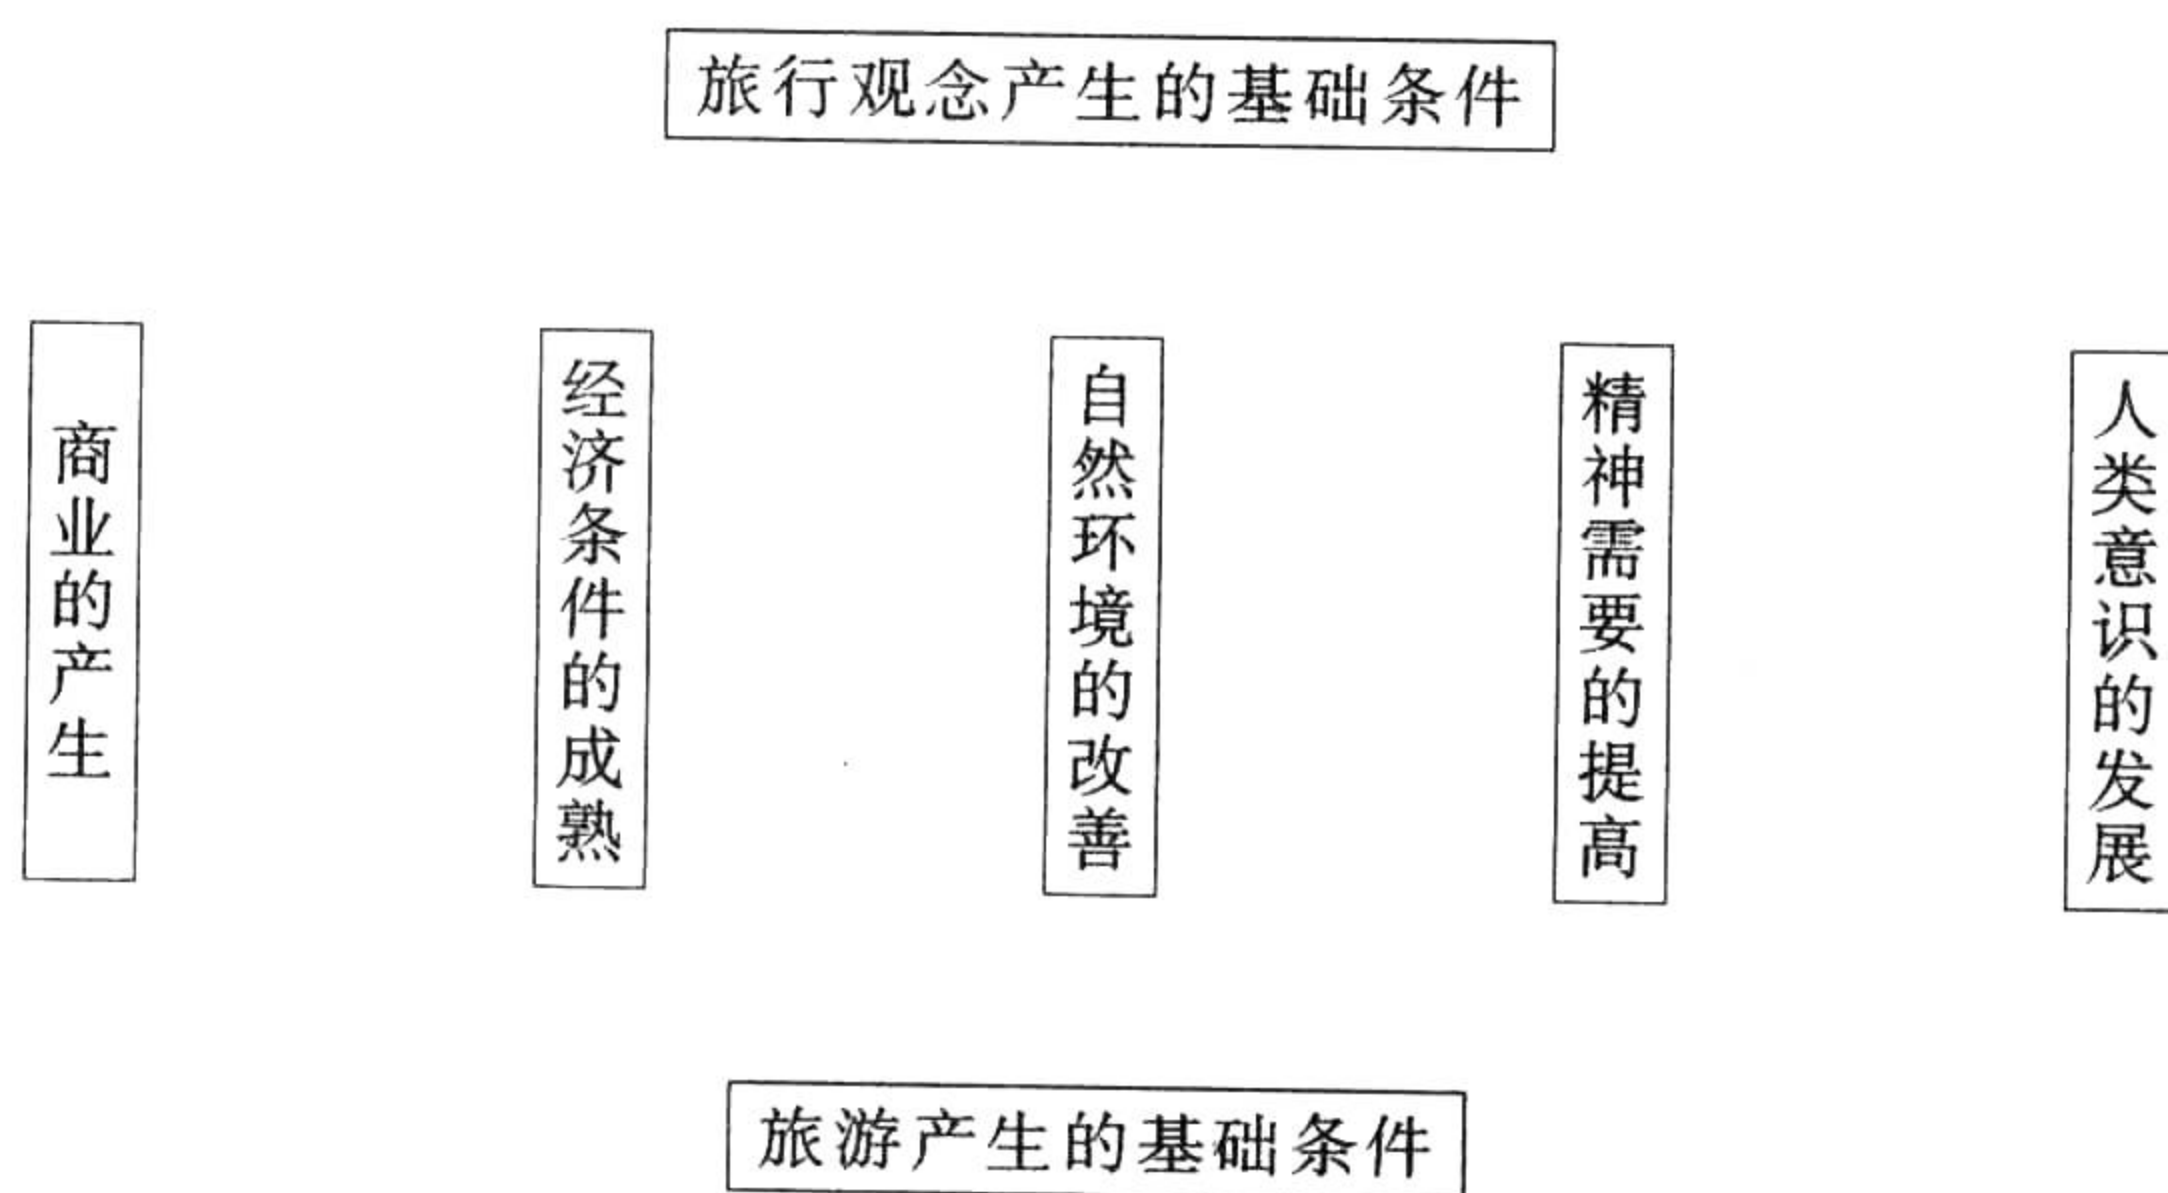 旅行观念产生的基础条件
商业的产生
经济条件的成熟
自然环境的改善
精神需要的提高
人类意识的发展
旅游产生的基础条件